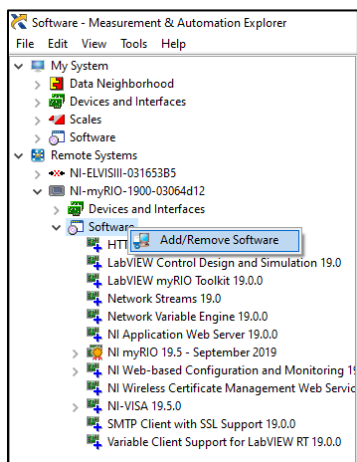 Software - Measurement & Automation Explorer
File Edit View Tools Help
My System
Data Neighborhood
Devices and Interfaces
Scales
Software
Remote Systems
NI-ELVISIII-031653B5
NI-myRIO-1900-03064d12
Devices and Interfaces
Software
Add/Remove Software
HTT
LabVIEW Control Design and Simulation 19.0
LabVIEW myRIO Toolkit 19.0.0
Network Streams 19.0
Network Variable Engine 19.0.0
NI Application Web Server 19.0.0
NI myRIO 19.5 - September 2019
NI Web-based Configuration and Monitoring 19
NI Wireless Certificate Management Web Servic
NI-VISA 19.5.0
SMTP Client with SSL Support 19.0.0
Variable Client Support for LabVIEW RT 19.0.0